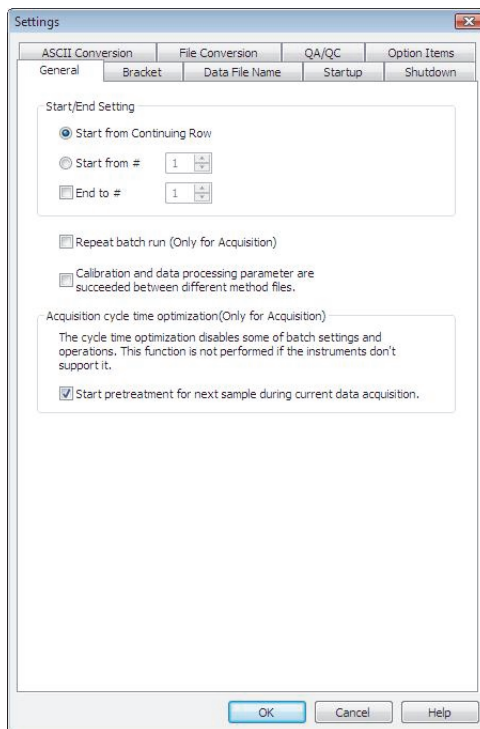 Settings
ASCII Conversion File Conversion QA/QC Option Items
General Bracket Data File Name Startup Shutdown
Start/End Setting
Start from Continuing Row
Start from # 1
End to # 1
Repeat batch run (Only for Acquisition)
Calibration and data processing parameter are
succeeded between different method files.
Acquisition cycle time optimization(Only for Acquisition)
The cycle time optimization disables some of batch settings and
operations. This function is not performed if the instruments don't
support it.
Start pretreatment for next sample during current data acquisition.
OK Cancel Help